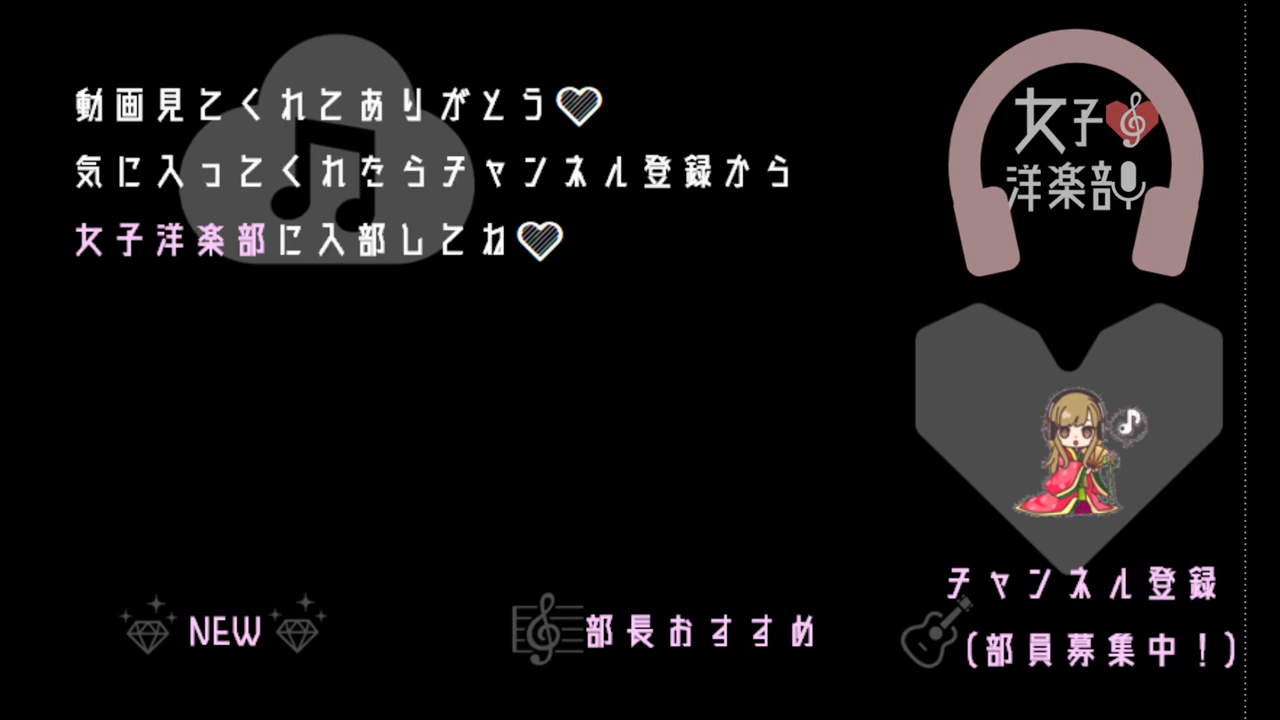 動画見てくれてありがとう
気に入ってくれたらチャンネル登録から
女子洋楽部に入部してね
女子
洋楽部
NEW
部長おすすめ
チャンネル登録
(部員募集中！)